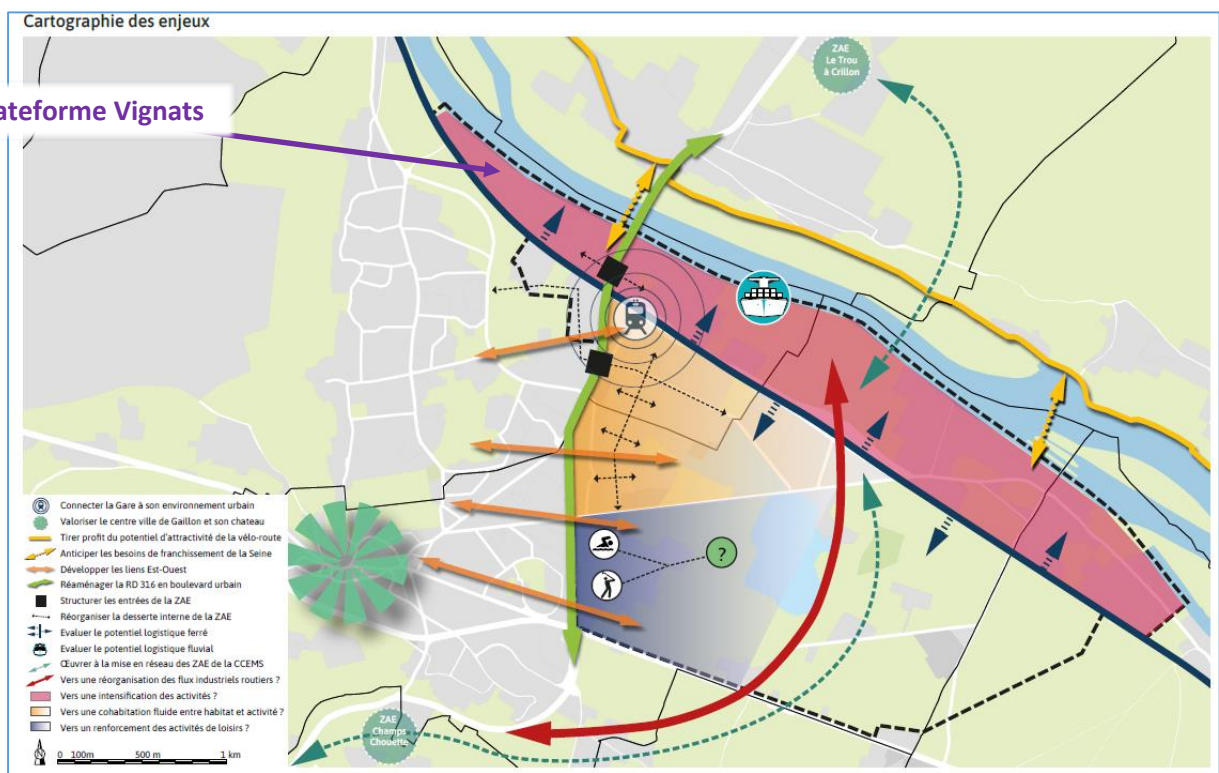 Cartographie des enjeux
ZAE
Le Trou
à Crillon
ateforme Vignats
?
Connecter la Gare à son environnement urbain
Valoriser le centre ville de Gaillon et son chateau
Tirer profit du potentiel d'attractivité de la vélo-route
Anticiper les besoins de franchissement de la Seine
Développer les liens Est-Ouest
Réaménager la RD 316 en boulevard urbain
Structurer les entrées de la ZAE
Réorganiser la desserte interne de la ZAE
Evaluer le potentiel logistique ferré
Evaluer le potentiel logistique fluvial
Œuvrer à la mise en réseau des ZAE de la CCEMS
Vers une réorganisation des flux industriels routiers ?
Vers une intensification des activités ?
Vers une cohabitation fluide entre habitat et activité ?
Vers un renforcement des activités de loisirs ?
N 0 100m 500 m 1 km
ZAE
Champs
Chouette